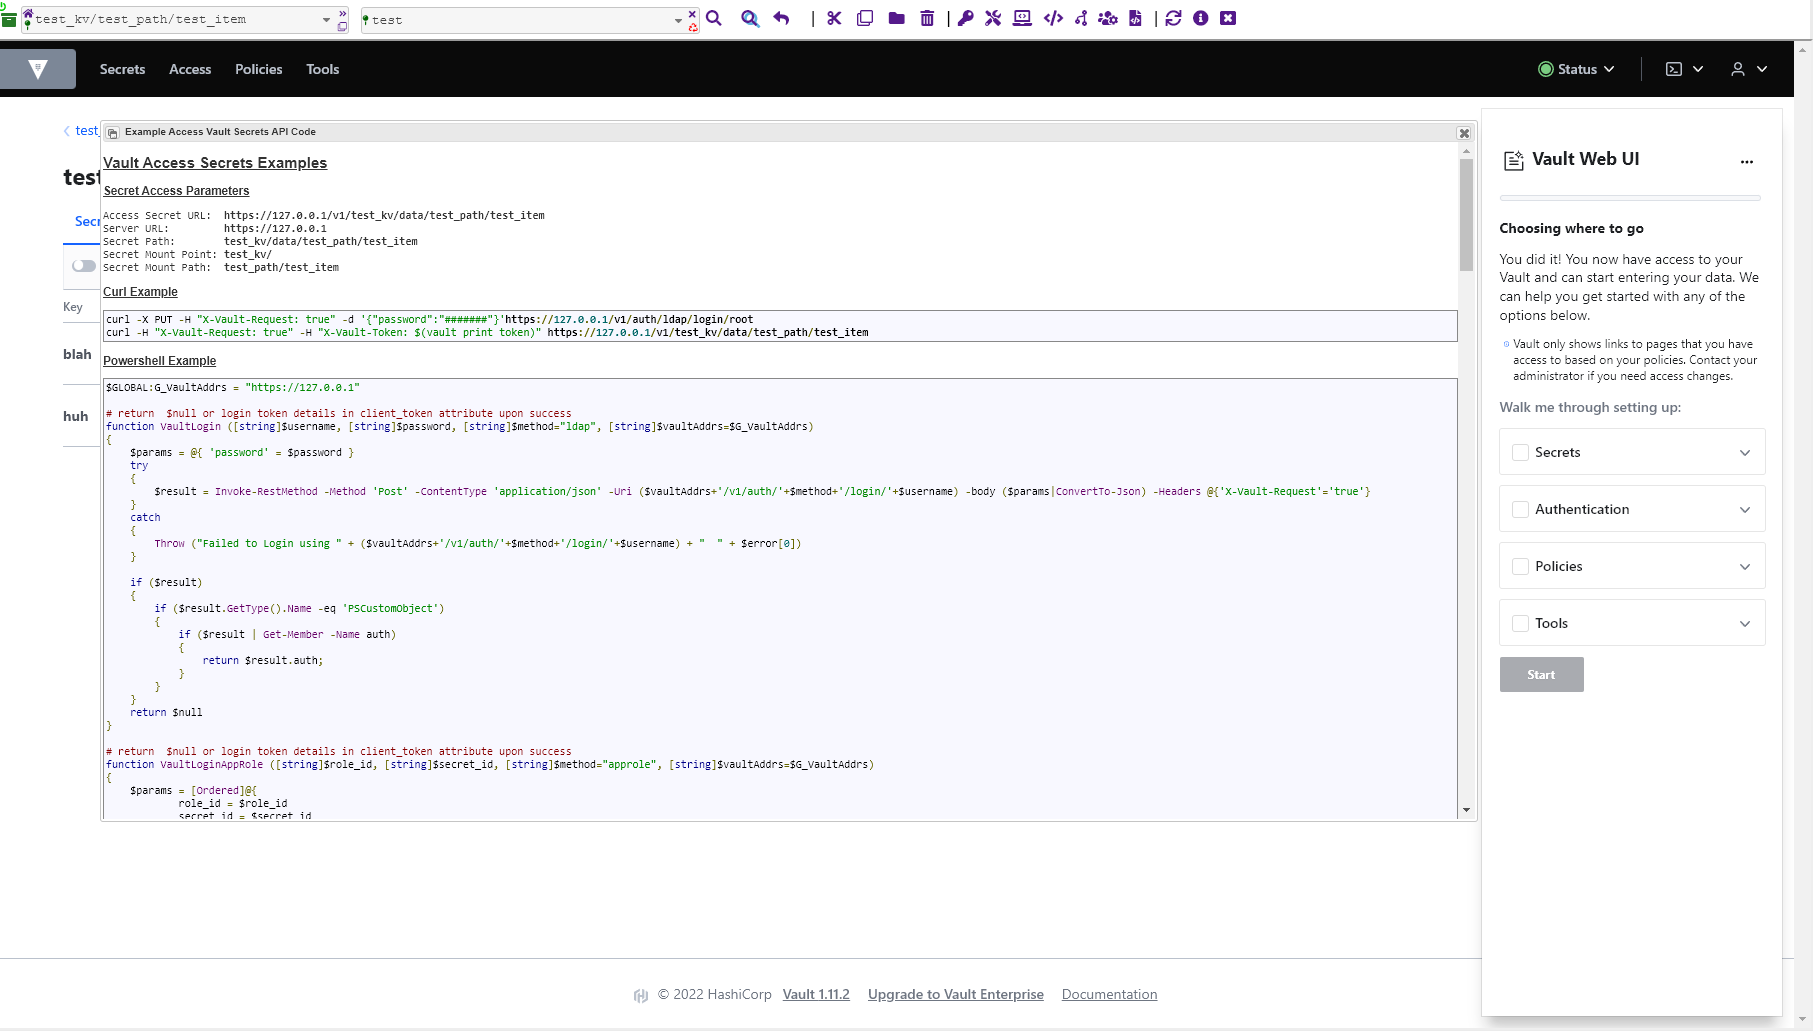 test_kv/test_path/test_item
test
Secrets Access Policies Tools
Status
test_
Example Access Vault Secrets API Code
test
Secr
Key
blah
huh
Vault Access Secrets Examples
Secret Access Parameters
Access Secret URL: https://127.0.0.1/v1/test_kv/data/test_path/test_item
Server URL: https://127.0.0.1
Secret Path: test_kv/data/test_path/test_item
Secret Mount Point: test_kv/
Secret Mount Path: test_path/test_item
Curl Example
curl -X PUT -H "X-Vault-Request: true" -d '{"password":"#######"}'https://127.0.0.1/v1/auth/ldap/login/root
curl -H "X-Vault-Request: true" -H "X-Vault-Token: $(vault print token)" https://127.0.0.1/v1/test_kv/data/test_path/test_item
Powershell Example
$GLOBAL:G_VaultAddrs = "https://127.0.0.1"
# return  $null or login token details in client_token attribute upon success
function VaultLogin ([string]$username, [string]$password, [string]$method="ldap", [string]$vaultAddrs=$G_VaultAddrs)
{
    $params = @{ 'password' = $password }
    try
    {
        $result = Invoke-RestMethod -Method 'Post' -ContentType 'application/json' -Uri ($vaultAddrs+'/v1/auth/'+$method+'/login/'+$username) -body ($params|ConvertTo-Json) -Headers @{'X-Vault-Request'='true'}
    }
    catch
    {
        Throw ("Failed to Login using " + ($vaultAddrs+'/v1/auth/'+$method+'/login/'+$username) + "  " + $error[0])
    }
    if ($result)
    {
        if ($result.GetType().Name -eq 'PSCustomObject')
        {
            if ($result | Get-Member -Name auth)
            {
                return $result.auth;
            }
        }
    }
    return $null
}
# return  $null or login token details in client_token attribute upon success
function VaultLoginAppRole ([string]$role_id, [string]$secret_id, [string]$method="approle", [string]$vaultAddrs=$G_VaultAddrs)
{
    $params = [Ordered]@{
            role_id = $role_id
            secret_id = $secret_id
Vault Web UI
Choosing where to go
You did it! You now have access to your
Vault and can start entering your data. We
can help you get started with any of the
options below.
Vault only shows links to pages that you have
access to based on your policies. Contact your
administrator if you need access changes.
Walk me through setting up:
Secrets
Authentication
Policies
Tools
Start
© 2022 HashiCorp Vault 1.11.2 Upgrade to Vault Enterprise Documentation